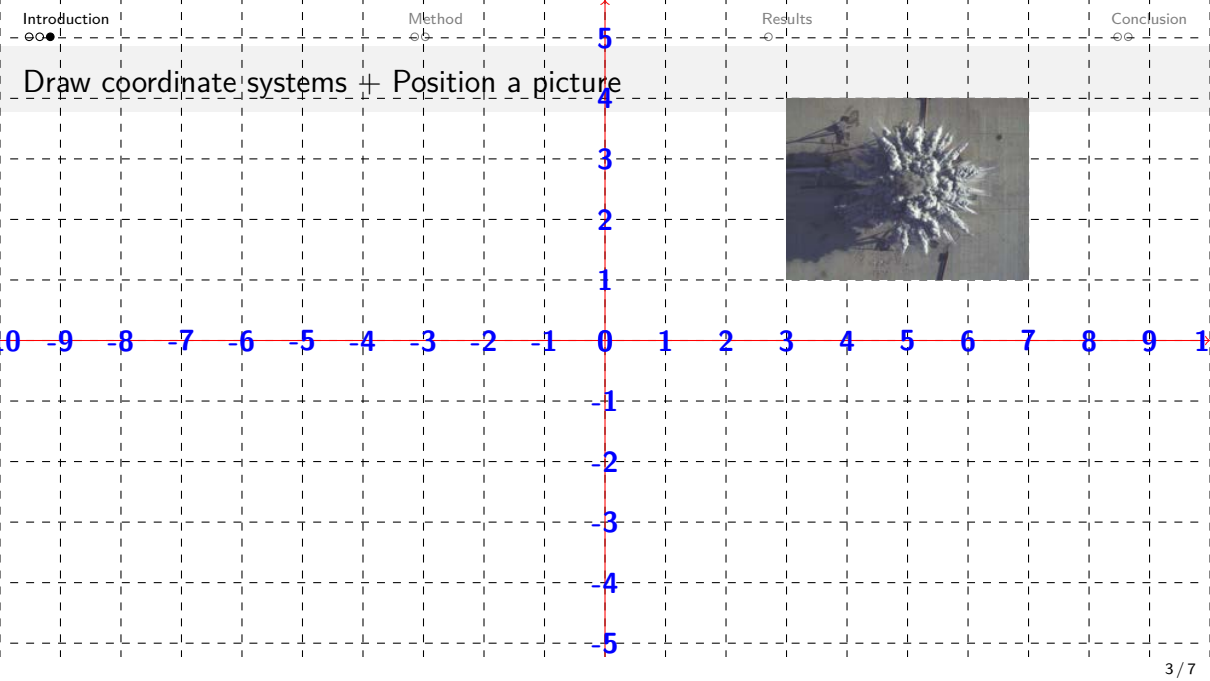 Introduction Method Results Conclusion
Draw coordinate systems + Position a picture
5
4
3
2
1
10 -9 -8 -7 -6 -5 -4 -3 -2 -1 0 1 2 3 4 5 6 7 8 9 1
-1
-2
-3
-4
-5
3 / 7